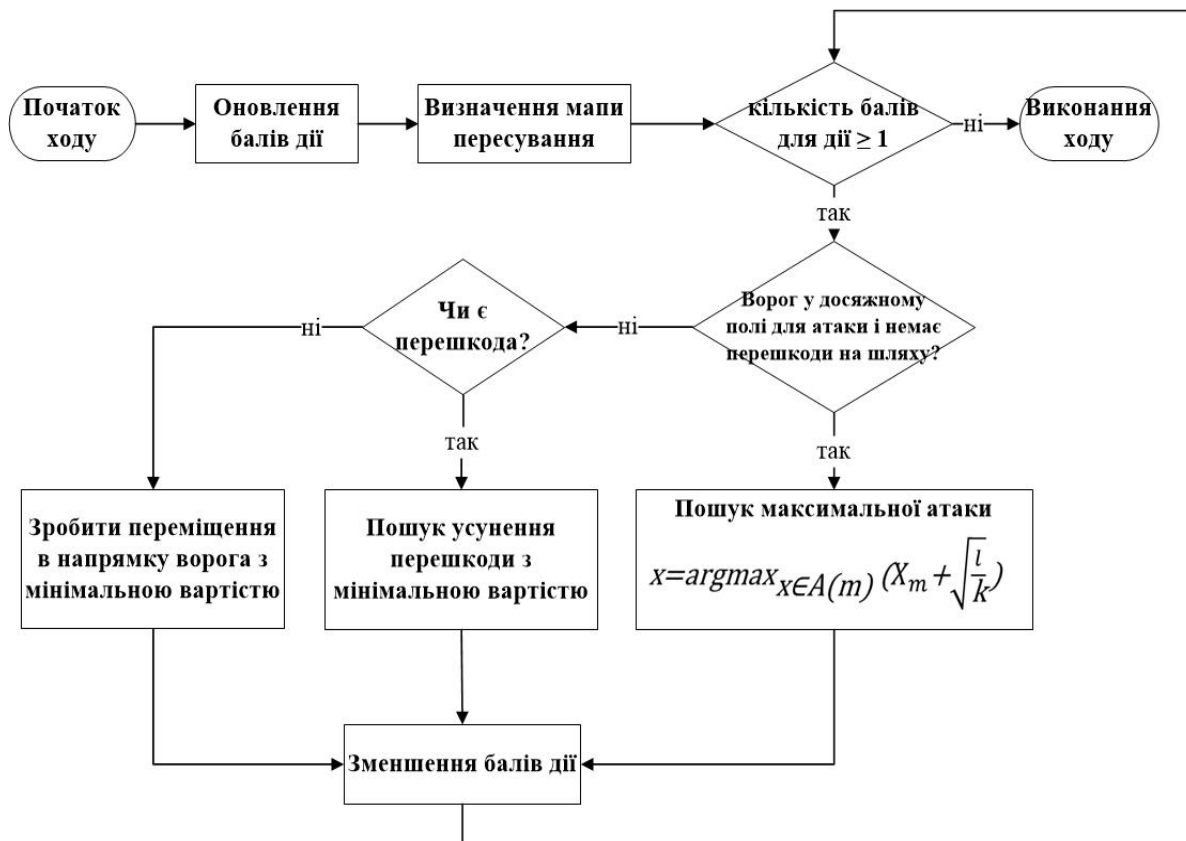 Початок
ходу
Оновлення
балів дії
Визначення мапи
пересування
кількість балів
для дії ≥ 1
ні
Виконання
ходу
так
Ворог у досяжному
полі для атаки і немає
перешкоди на шляху?
ні
Чи є
перешкода?
ні
так
так
Зробити переміщення
в напрямку ворога з
мінімальною вартістю
Пошук усунення
перешкоди з
мінімальною вартістю
Пошук максимальної атаки
x=argmax_{x∈A(m)} (X_m+√(l/k))
Зменшення балів дії